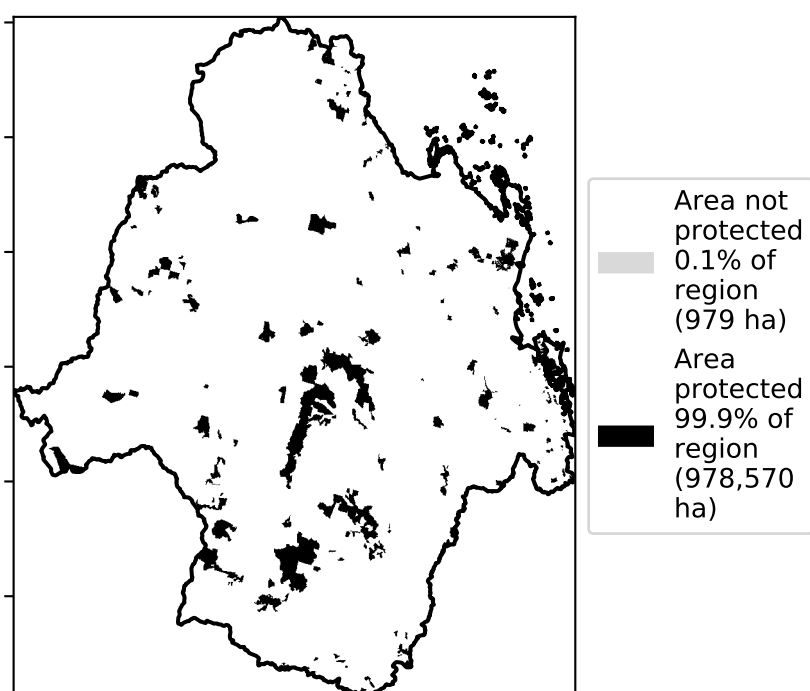 Area not
protected
0.1% of
region
(979 ha)
Area
protected
99.9% of
region
(978,570
ha)